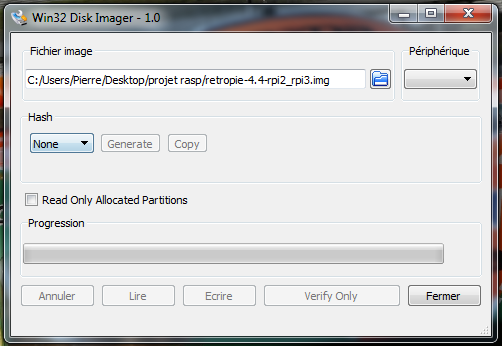 Win32 Disk Imager - 1.0
Fichier image
Périphérique
C:/Users/Pierre/Desktop/projet rasp/retropie-4.4-rpi2_rpi3.img
Hash
None Generate Copy
Read Only Allocated Partitions
Progression
Annuler Lire Ecrire Verify Only Fermer